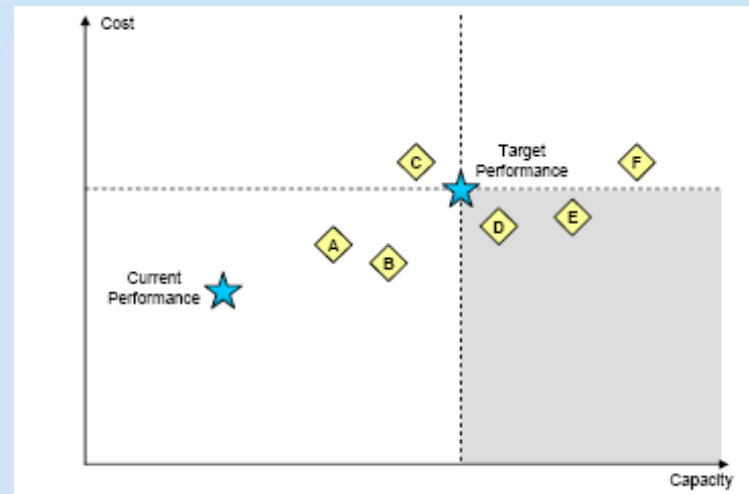 Cost
C
Target
Performance
F
D
E
A
B
Current
Performance
Capacity